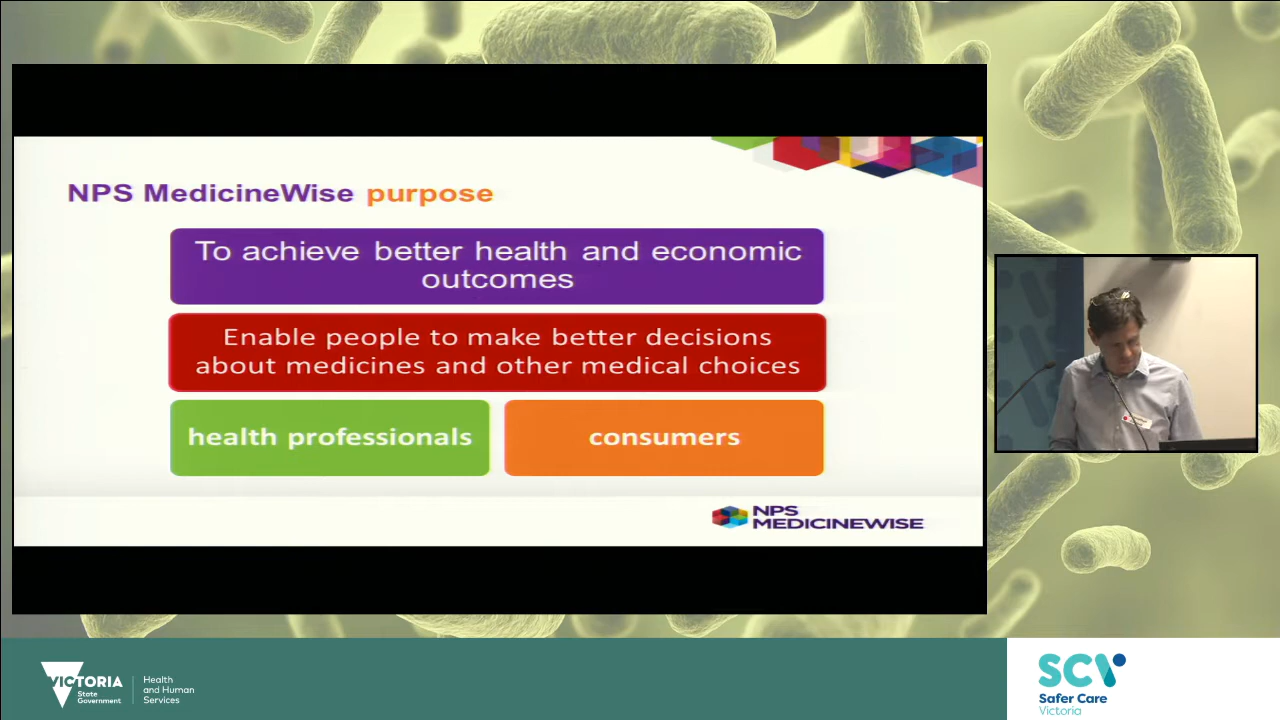 NPS MedicineWise purpose
To achieve better health and economic
outcomes
Enable people to make better decisions
about medicines and other medical choices
health professionals
consumers
NPS
MEDICINEWISE
VICTORIA
State
Government
Health
and Human
Services
SCV
Safer Care
Victoria